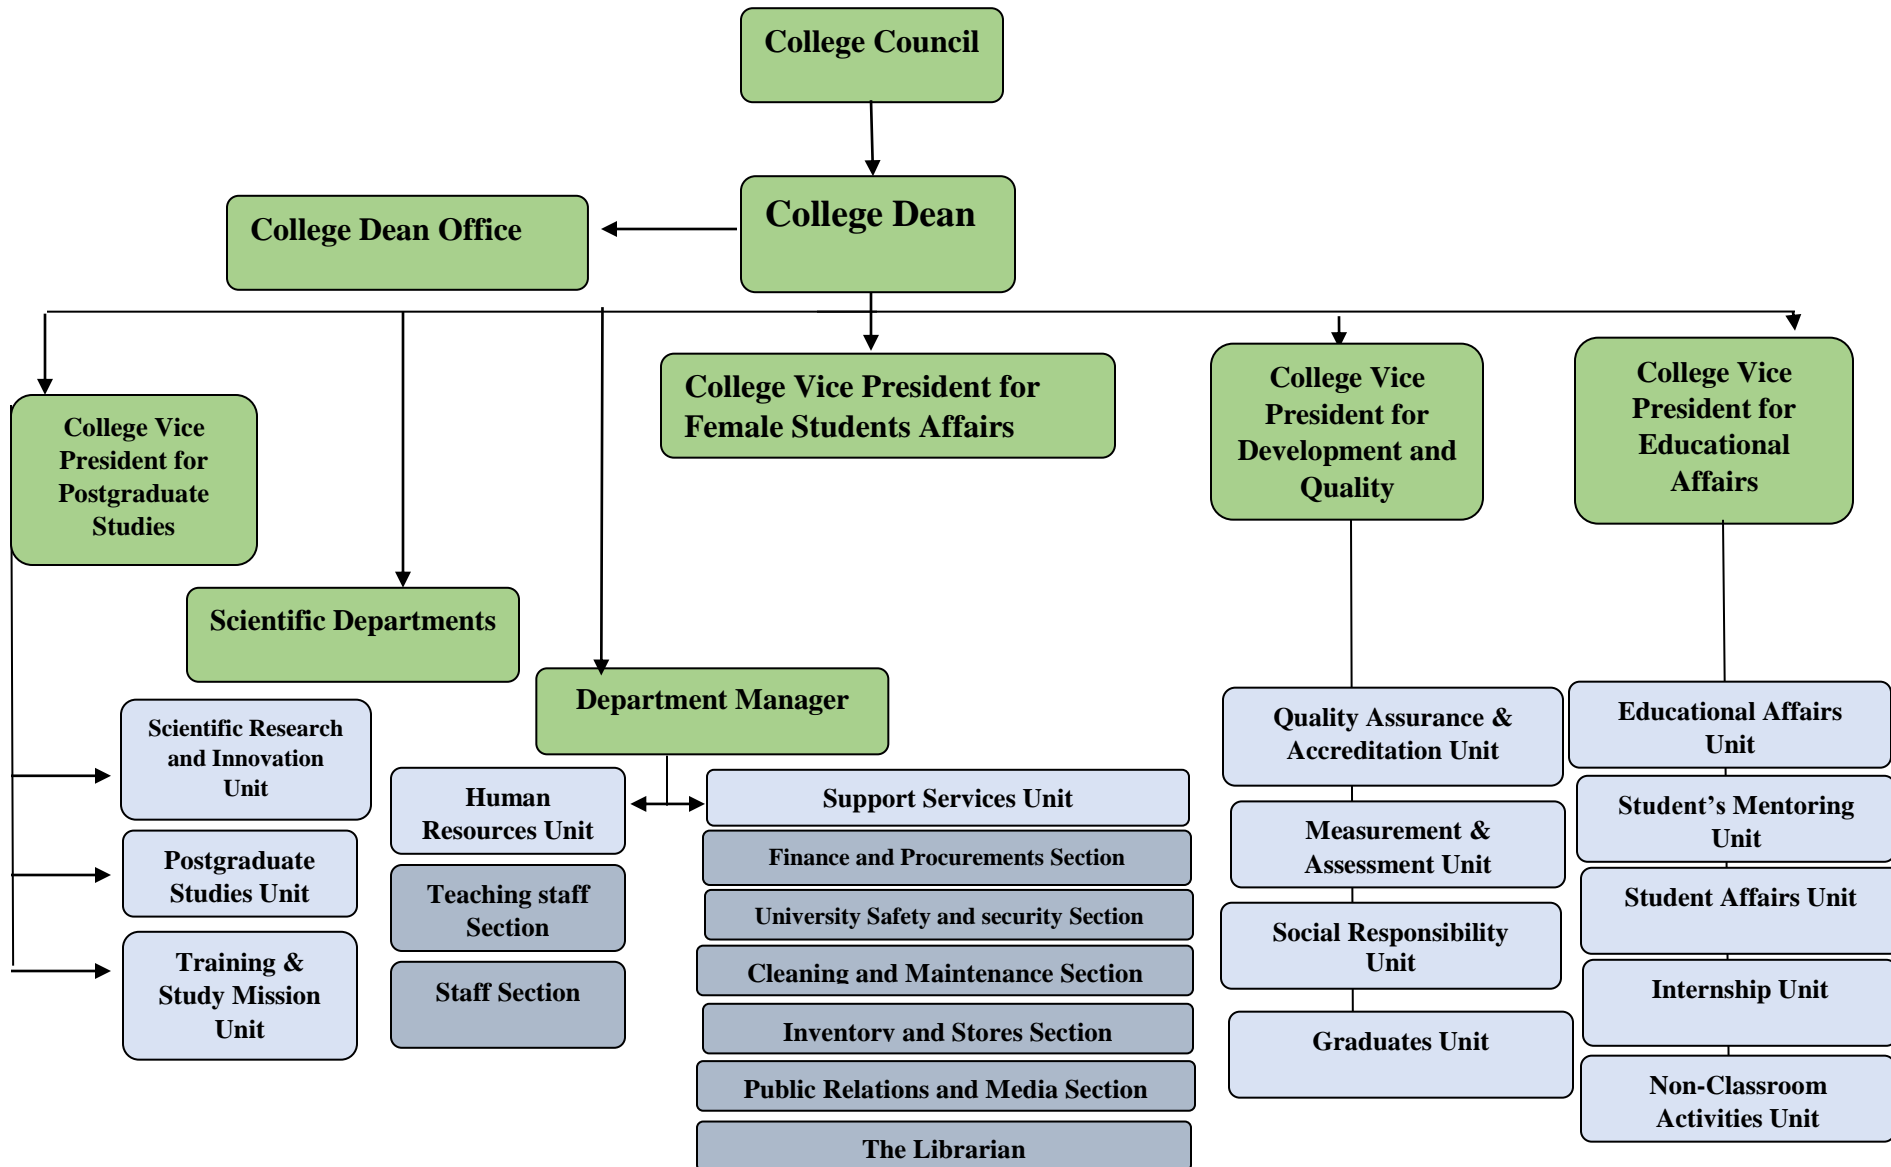 College Council
College Dean
College Dean Office
College Vice
President for
Postgraduate
Studies
Scientific Departments
Department Manager
College Vice President for
Female Students Affairs
College Vice
President for
Development and
Quality
College Vice
President for
Educational
Affairs
Scientific Research
and Innovation
Unit
Postgraduate
Studies Unit
Training &
Study Mission
Unit
Human
Resources Unit
Teaching staff
Section
Staff Section
Support Services Unit
Finance and Procurements Section
University Safety and security Section
Cleaning and Maintenance Section
Inventory and Stores Section
Public Relations and Media Section
The Librarian
Quality Assurance &
Accreditation Unit
Measurement &
Assessment Unit
Social Responsibility
Unit
Graduates Unit
Educational Affairs
Unit
Student’s Mentoring
Unit
Student Affairs Unit
Internship Unit
Non-Classroom
Activities Unit